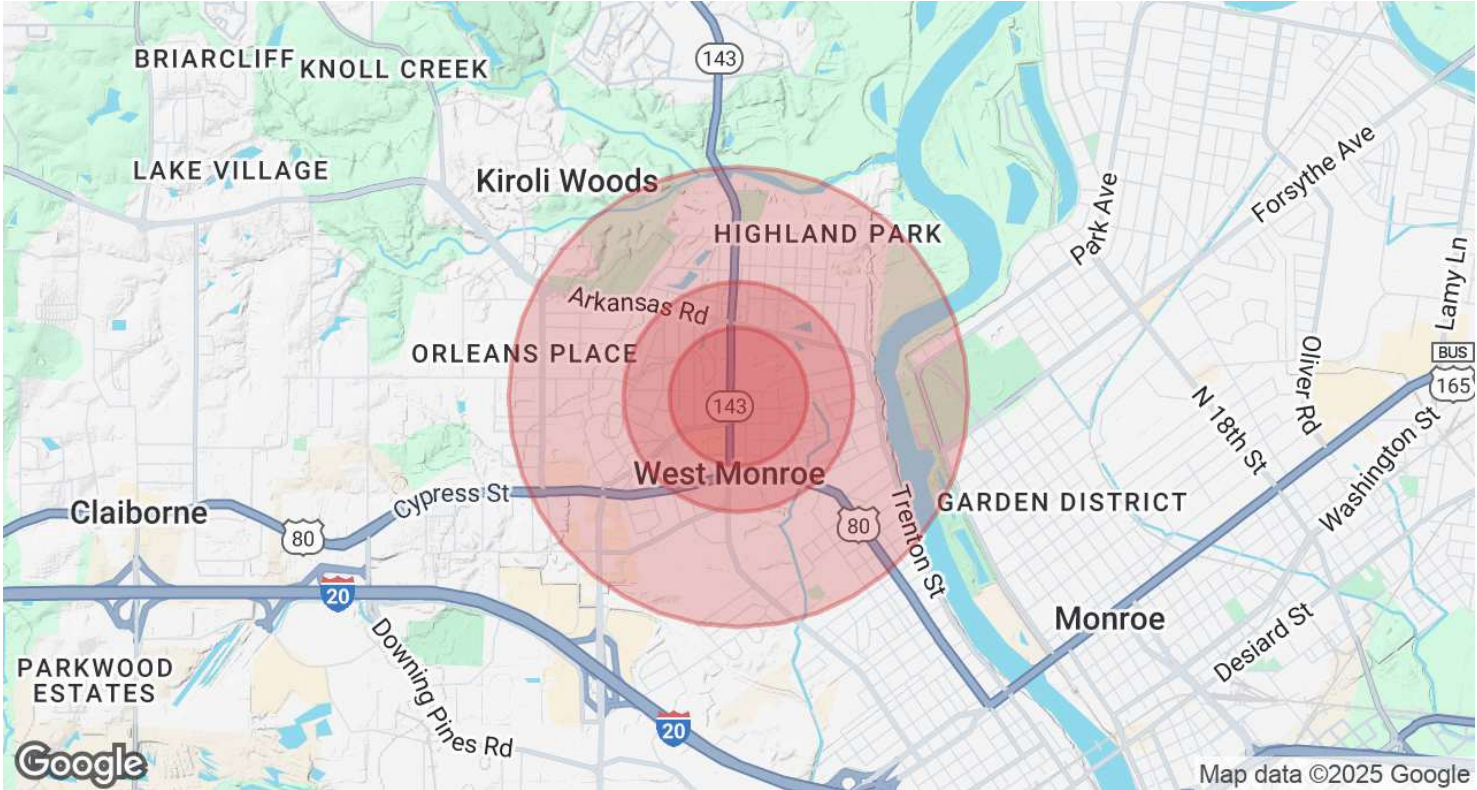 BRIARCLIFF
KNOLL CREEK
143
LAKE VILLAGE
Kiroli Woods
HIGHLAND PARK
Park Ave
Forsythe Ave
Lamy Ln
Arkansas Rd
ORLEANS PLACE
Oliver Rd
BUS
165
143
N 18th St
Washington St
West Monroe
Cypress St
Claiborne
80
80
Trenton St
GARDEN DISTRICT
20
Monroe
Desiard St
PARKWOOD
ESTATES
Downing Pines Rd
20
Google
Map data ©2025 Google